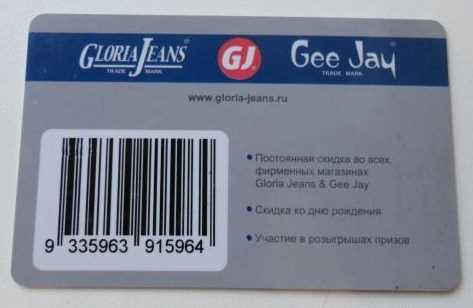 GLORIA JEANS®
TRADE MARK
GJ
Gee Jay®
TRADE MARK
www.gloria-jeans.ru
• Постоянная скидка во всех
фирменных магазинах
Gloria Jeans & Gee Jay
• Скидка ко дню рождения
• Участие в розыгрышах призов
9 335963 915964